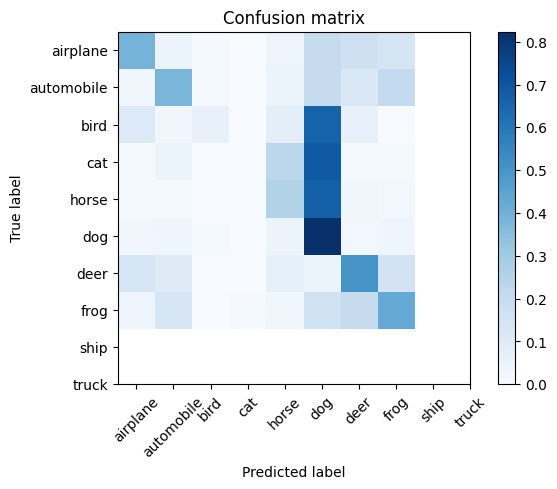 Confusion matrix
True label
airplane
automobile
bird
cat
horse
dog
deer
frog
ship
truck
airplane
automobile
bird
cat
horse
dog
deer
frog
ship
truck
Predicted label
0.8
0.7
0.6
0.5
0.4
0.3
0.2
0.1
0.0